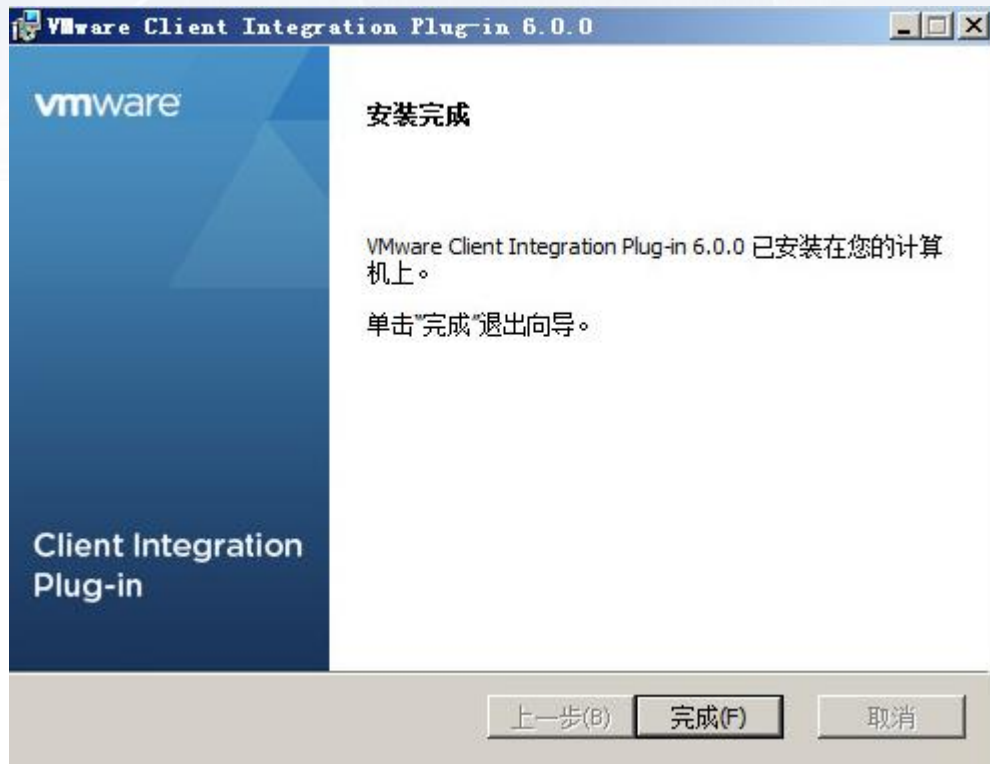 VMware Client Integration Plug-in 6.0.0
vmware
安装完成
VMware Client Integration Plug-in 6.0.0 已安装在您的计算
机上。
单击"完成"退出向导。
Client Integration
Plug-in
上一步(B)
完成(F)
取消